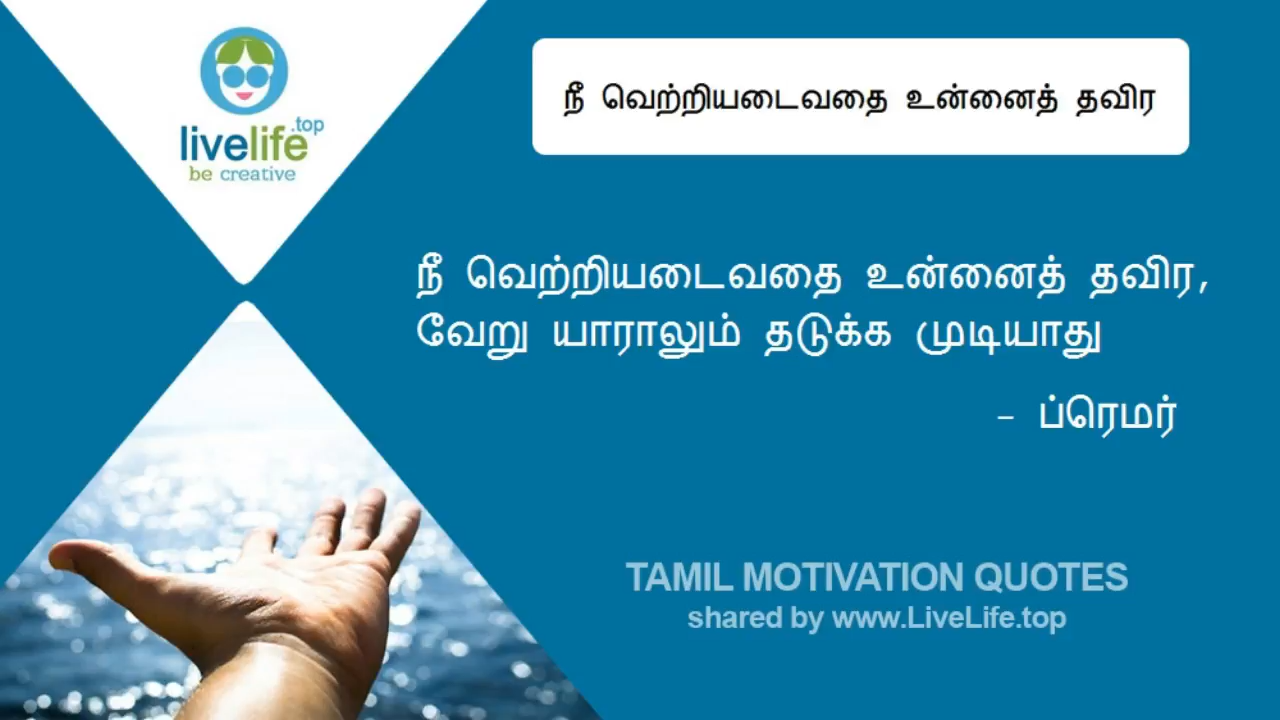 .top
livelife
be creative
நீ வெற்றியடைவதை உன்னைத் தவிர
நீ வெற்றியடைவதை உன்னைத் தவிர,
வேறு யாராலும் தடுக்க முடியாது
- ப்ரெமர்
TAMIL MOTIVATION QUOTES
shared by www.LiveLife.top